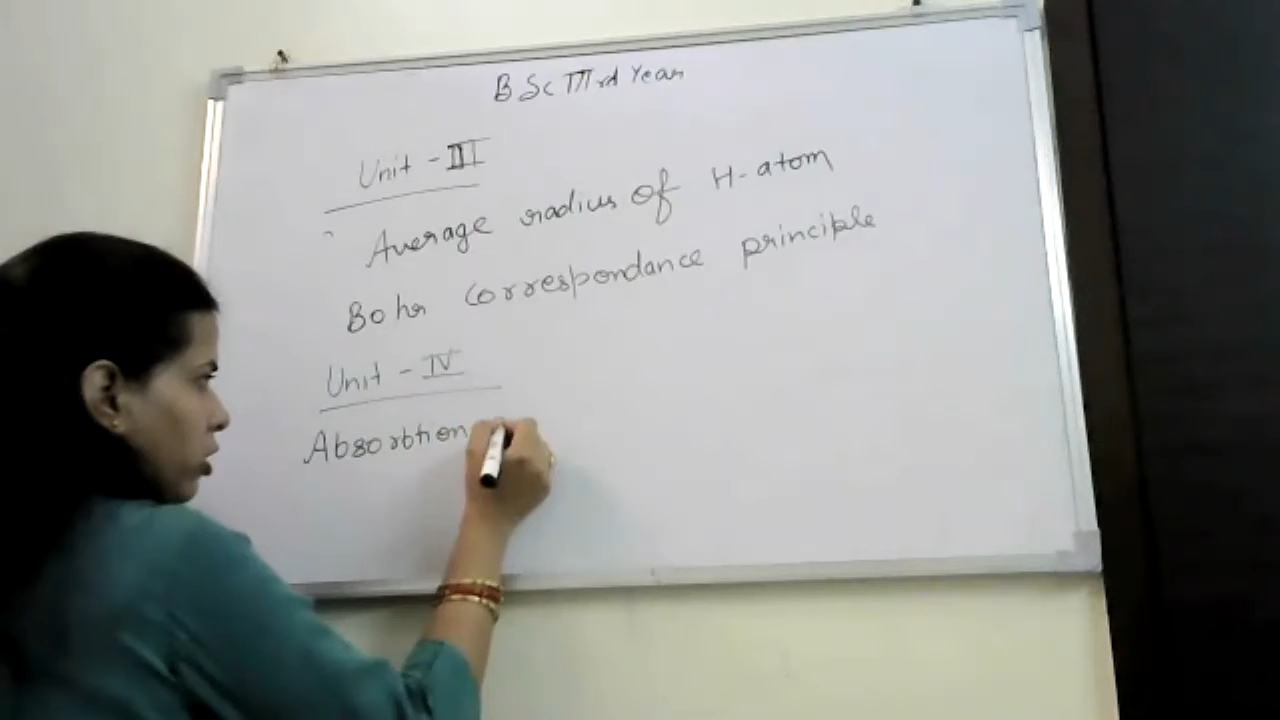 B Sc IIIrd Year
Unit - III
Average radius of H-atom
Bohr correspondance principle
Unit - IV
Absorbtion